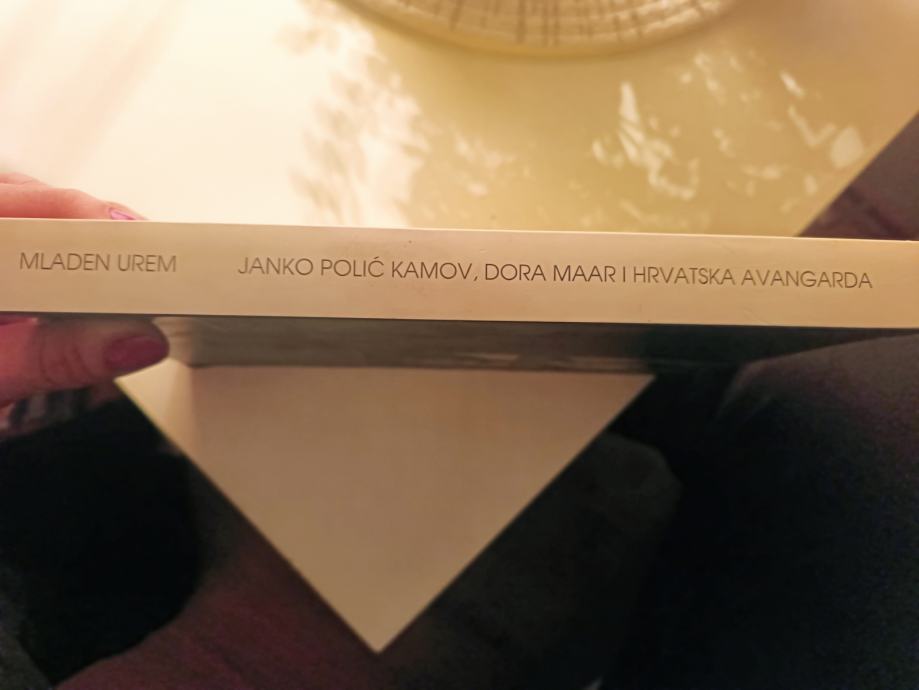 MLADEN UREM JANKO POLIĆ KAMOV, DORA MAAR I HRVATSKA AVANGARDA